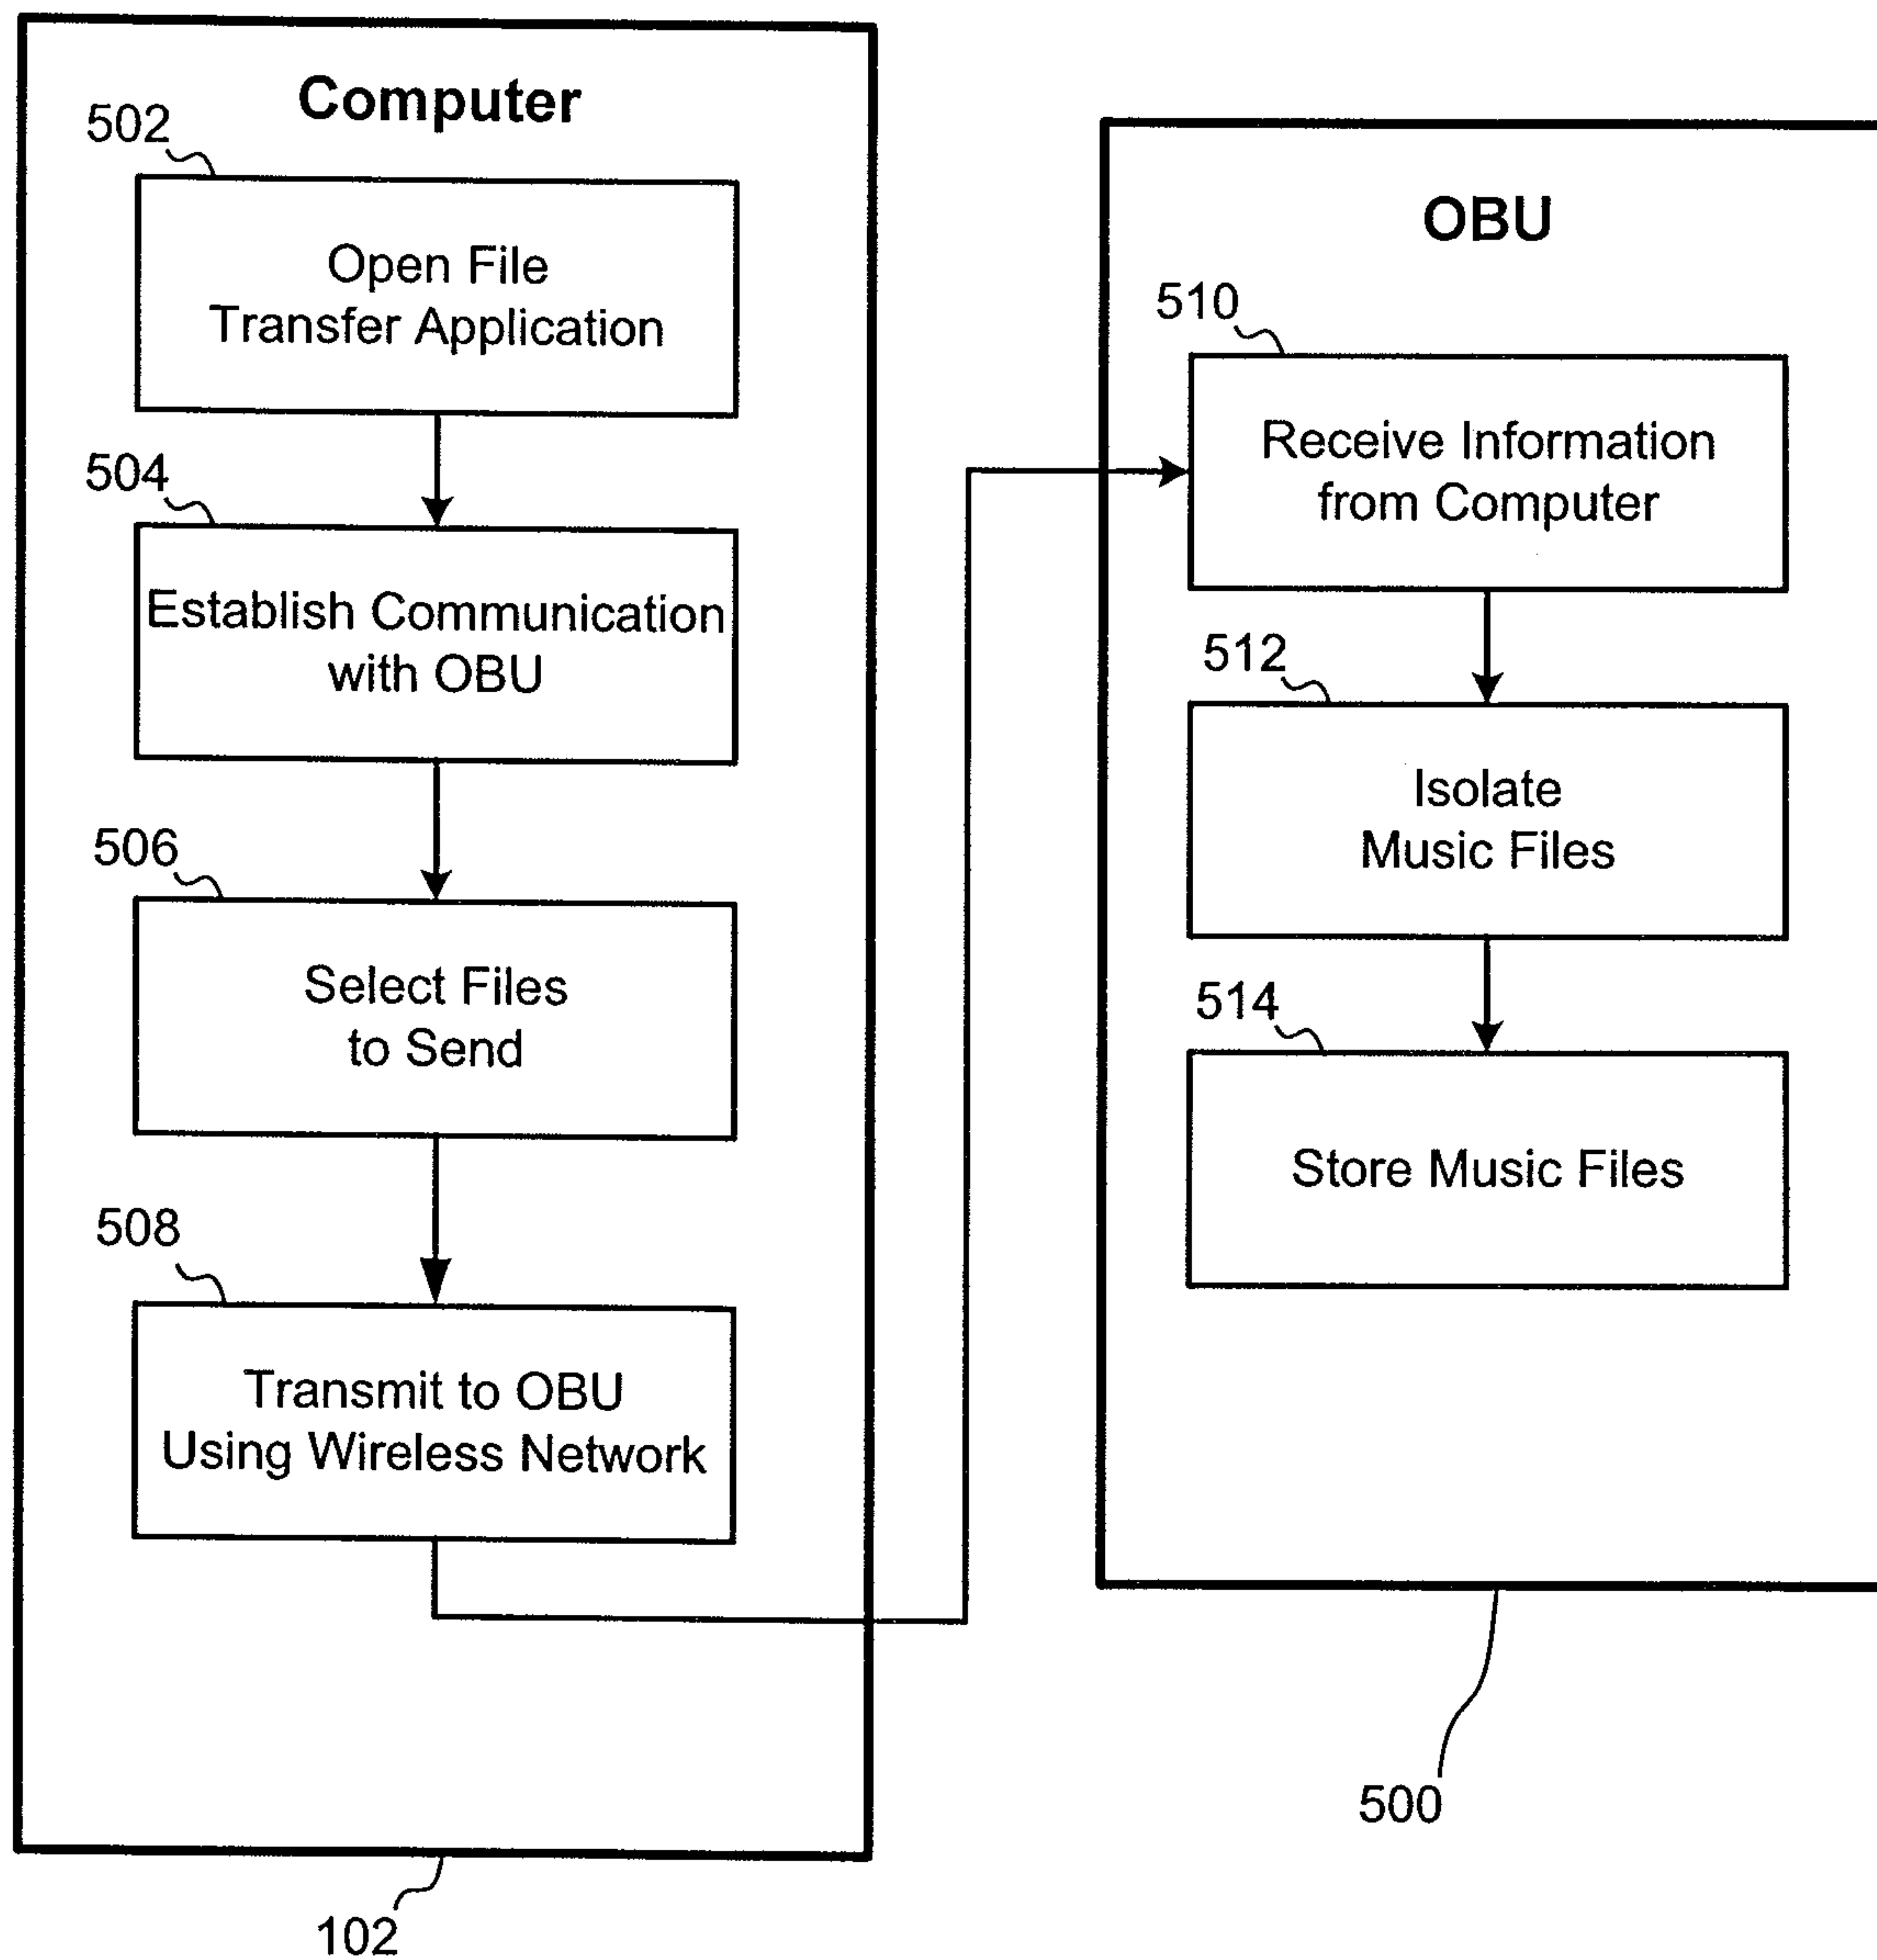 Computer
502
Open File
Transfer Application
504
Establish Communication
with OBU
506
Select Files
to Send
508
Transmit to OBU
Using Wireless Network
102
OBU
510
Receive Information
from Computer
512
Isolate
Music Files
514
Store Music Files
500